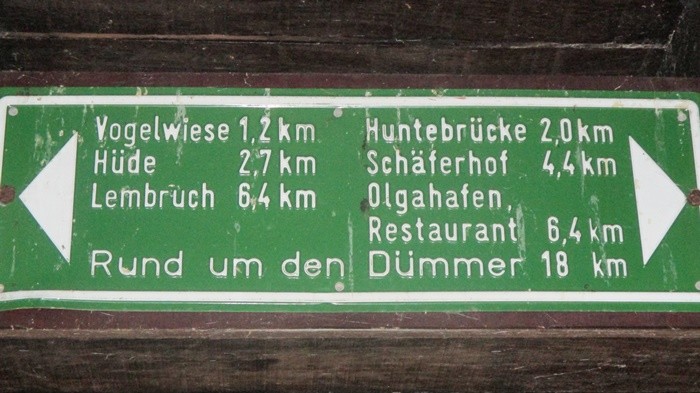 Vogelwiese 1,2 km
Hüde 2,7 km
Lembruch 6,4 km
Huntebrücke 2,0 km
Schäferhof 4,4 km
Olgahafen,
Restaurant 6,4 km
Rund um den Dümmer 18 km